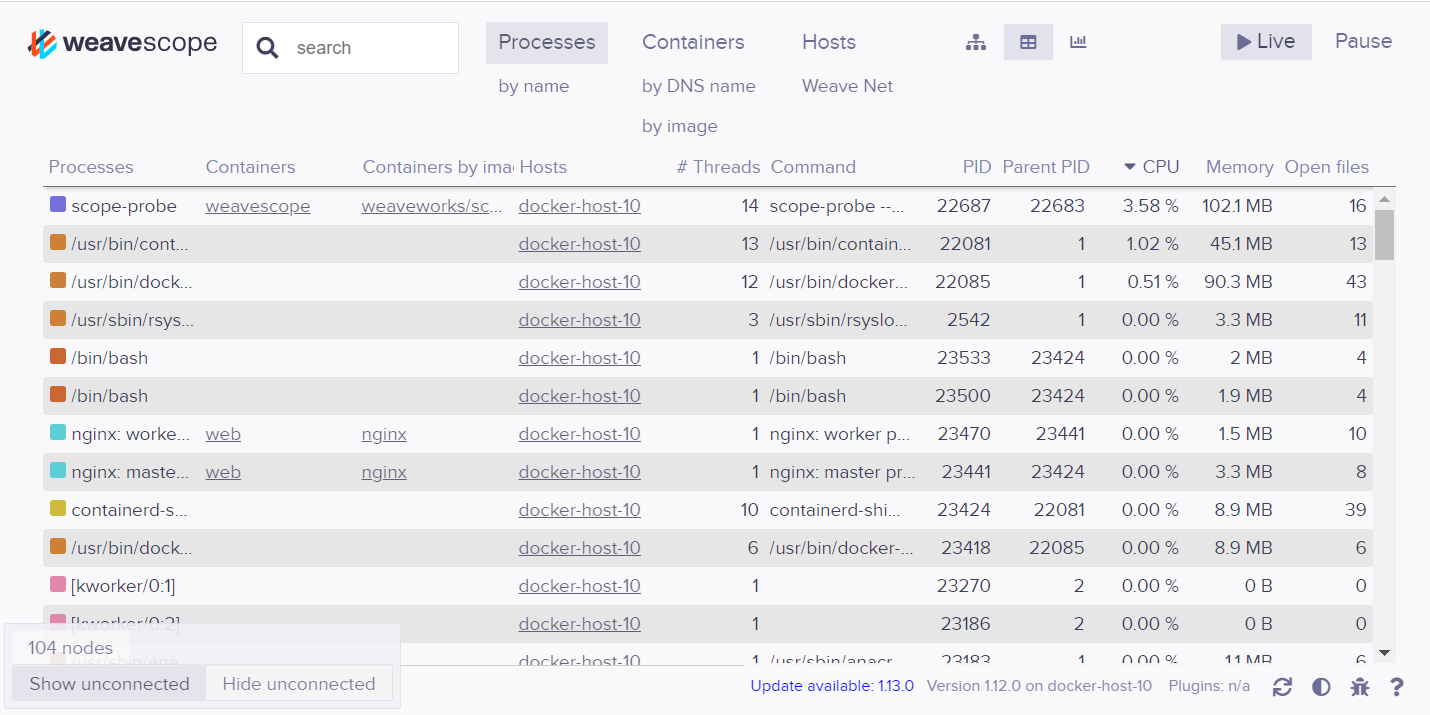 weavescope search Processes Containers Hosts Live Pause
by name by DNS name Weave Net
by image
Processes Containers Containers by imag Hosts # Threads Command PID Parent PID CPU Memory Open files
scope-probe weavescope weaveworks/sc... docker-host-10 14 scope-probe --... 22687 22683 3.58 % 102.1 MB 16
/usr/bin/cont... docker-host-10 13 /usr/bin/contain... 22081 1 1.02 % 45.1 MB 13
/usr/bin/dock... docker-host-10 12 /usr/bin/docker... 22085 1 0.51 % 90.3 MB 43
/usr/sbin/rsys... docker-host-10 3 /usr/sbin/rsyslo... 2542 1 0.00 % 3.3 MB 11
/bin/bash docker-host-10 1 /bin/bash 23533 23424 0.00 % 2 MB 4
/bin/bash docker-host-10 1 /bin/bash 23500 23424 0.00 % 1.9 MB 4
nginx: worke... web nginx docker-host-10 1 nginx: worker p... 23470 23441 0.00 % 1.5 MB 10
nginx: maste... web nginx docker-host-10 1 nginx: master pr... 23441 23424 0.00 % 3.3 MB 8
containerd-s... docker-host-10 10 containerd-shi... 23424 22081 0.00 % 8.9 MB 39
/usr/bin/dock... docker-host-10 6 /usr/bin/docker-... 23418 22085 0.00 % 8.9 MB 6
[kworker/0:1] docker-host-10 1 23270 2 0.00 % 0 B 0
[kworker/0:2] docker-host-10 1 23186 2 0.00 % 0 B 0
/usr/sbin/ana docker-host-10 1 /usr/sbin/anacr 23183 1 0.00 % 1.1 MB 6
104 nodes
Show unconnected Hide unconnected Update available: 1.13.0 Version 1.12.0 on docker-host-10 Plugins: n/a ?